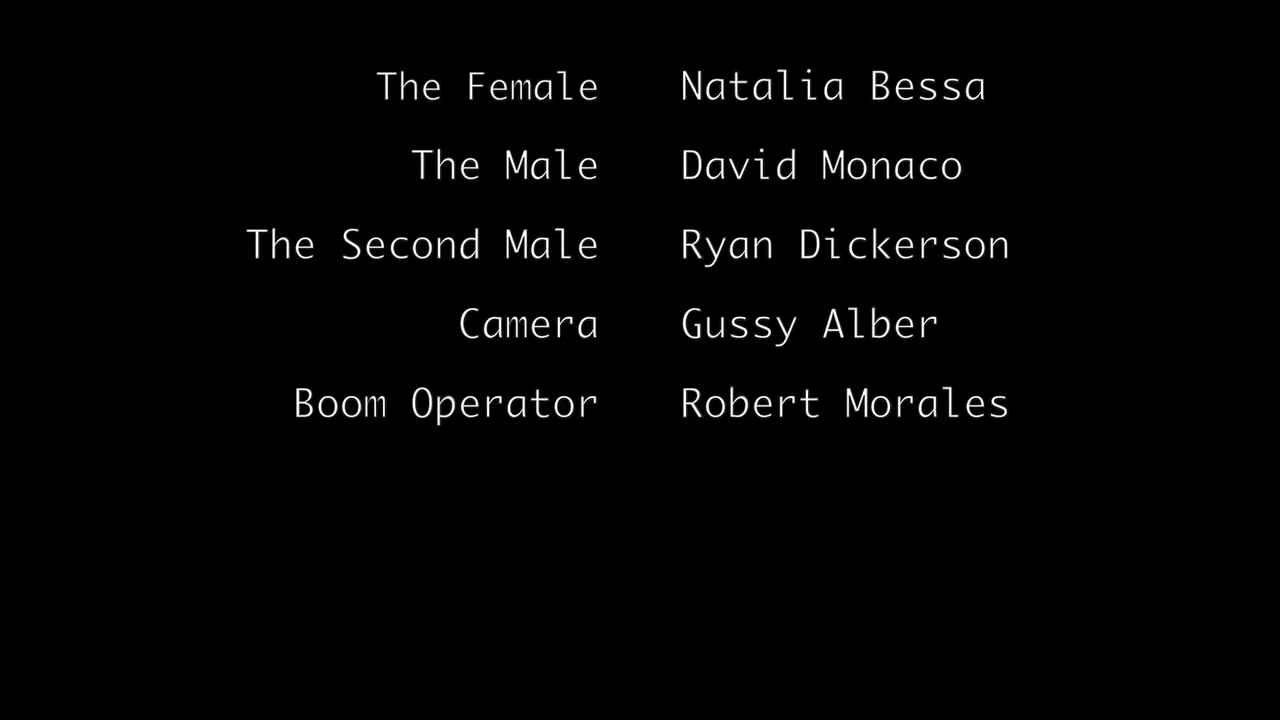 The Female Natalia Bessa
The Male David Monaco
The Second Male Ryan Dickerson
Camera Gussy Alber
Boom Operator Robert Morales